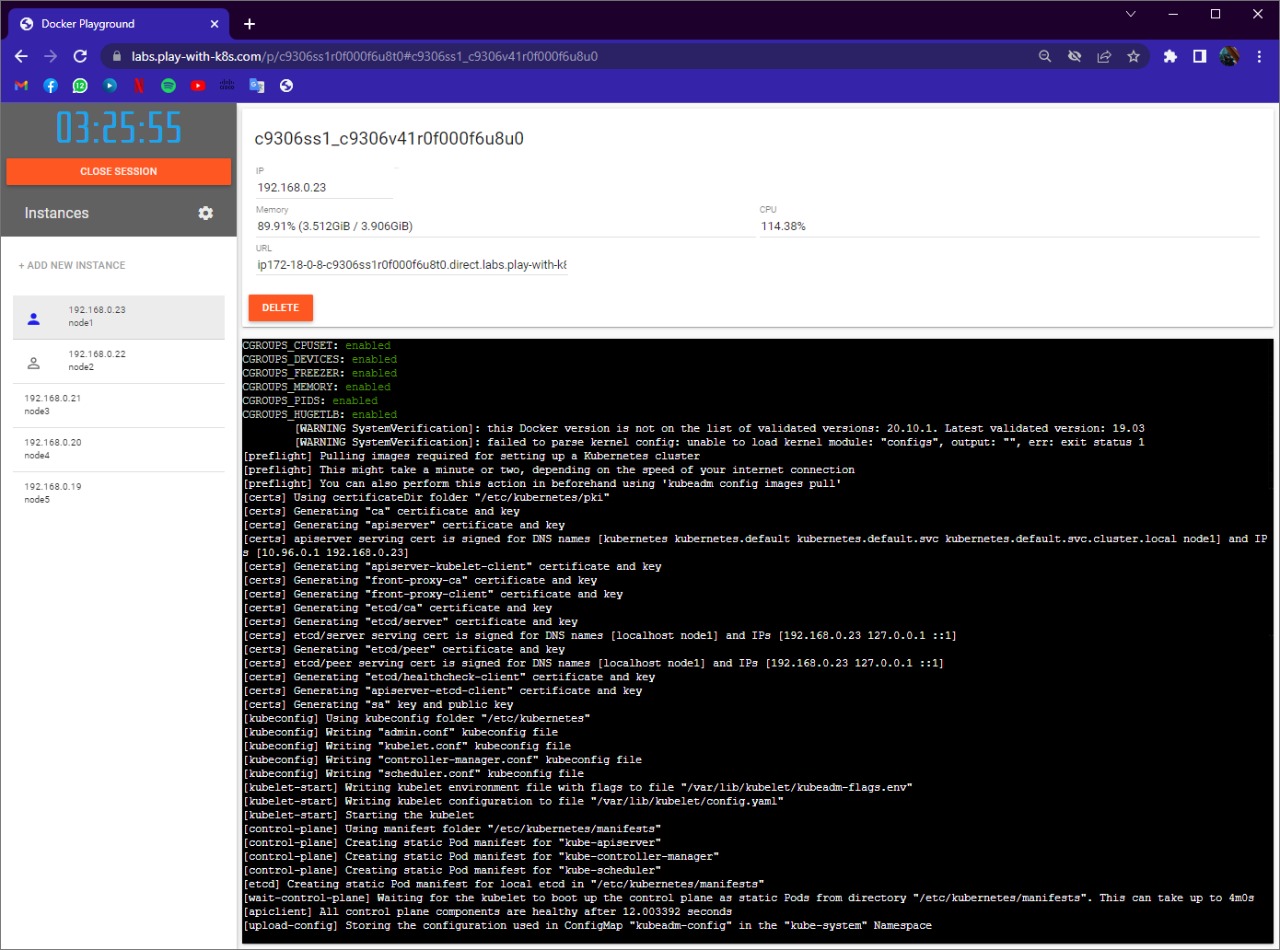 Docker Playground
labs.play-with-k8s.com/p/c9306ss1r0f000f6u8t0#c9306ss1_c9306v41r0f000f6u8u0
12
03:25:55
CLOSE SESSION
Instances
+ ADD NEW INSTANCE
192.168.0.23
node1
192.168.0.22
node2
192.168.0.21
node3
192.168.0.20
node4
192.168.0.19
node5
c9306ss1_c9306v41r0f000f6u8u0
IP
192.168.0.23
Memory
89.91% (3.512GiB / 3.906GiB)
CPU
114.38%
URL
ip172-18-0-8-c9306ss1r0f000f6u8t0.direct.labs.play-with-k8
DELETE
CGROUPS_CPUSET: enabled
CGROUPS_DEVICES: enabled
CGROUPS_FREEZER: enabled
CGROUPS_MEMORY: enabled
CGROUPS_PIDS: enabled
CGROUPS_HUGETLB: enabled
[WARNING SystemVerification]: this Docker version is not on the list of validated versions: 20.10.1. Latest validated version: 19.03
[WARNING SystemVerification]: failed to parse kernel config: unable to load kernel module: "configs", output: "", err: exit status 1
[preflight] Pulling images required for setting up a Kubernetes cluster
[preflight] This might take a minute or two, depending on the speed of your internet connection
[preflight] You can also perform this action in beforehand using 'kubeadm config images pull'
[certs] Using certificateDir folder "/etc/kubernetes/pki"
[certs] Generating "ca" certificate and key
[certs] Generating "apiserver" certificate and key
[certs] apiserver serving cert is signed for DNS names [kubernetes kubernetes.default kubernetes.default.svc kubernetes.default.svc.cluster.local node1] and IP
s [10.96.0.1 192.168.0.23]
[certs] Generating "apiserver-kubelet-client" certificate and key
[certs] Generating "front-proxy-ca" certificate and key
[certs] Generating "front-proxy-client" certificate and key
[certs] Generating "etcd/ca" certificate and key
[certs] Generating "etcd/server" certificate and key
[certs] etcd/server serving cert is signed for DNS names [localhost node1] and IPs [192.168.0.23 127.0.0.1 ::1]
[certs] Generating "etcd/peer" certificate and key
[certs] etcd/peer serving cert is signed for DNS names [localhost node1] and IPs [192.168.0.23 127.0.0.1 ::1]
[certs] Generating "etcd/healthcheck-client" certificate and key
[certs] Generating "apiserver-etcd-client" certificate and key
[certs] Generating "sa" key and public key
[kubeconfig] Using kubeconfig folder "/etc/kubernetes"
[kubeconfig] Writing "admin.conf" kubeconfig file
[kubeconfig] Writing "kubelet.conf" kubeconfig file
[kubeconfig] Writing "controller-manager.conf" kubeconfig file
[kubeconfig] Writing "scheduler.conf" kubeconfig file
[kubelet-start] Writing kubelet environment file with flags to file "/var/lib/kubelet/kubeadm-flags.env"
[kubelet-start] Writing kubelet configuration to file "/var/lib/kubelet/config.yaml"
[kubelet-start] Starting the kubelet
[control-plane] Using manifest folder "/etc/kubernetes/manifests"
[control-plane] Creating static Pod manifest for "kube-apiserver"
[control-plane] Creating static Pod manifest for "kube-controller-manager"
[control-plane] Creating static Pod manifest for "kube-scheduler"
[etcd] Creating static Pod manifest for local etcd in "/etc/kubernetes/manifests"
[wait-control-plane] Waiting for the kubelet to boot up the control plane as static Pods from directory "/etc/kubernetes/manifests". This can take up to 4m0s
[apiclient] All control plane components are healthy after 12.003392 seconds
[upload-config] Storing the configuration used in ConfigMap "kubeadm-config" in the "kube-system" Namespace